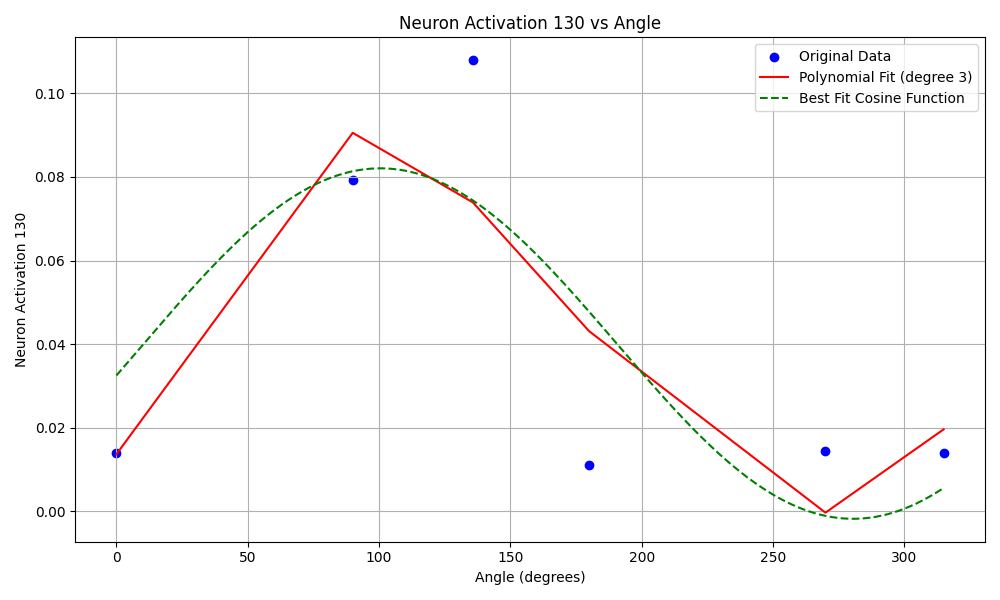 Neuron Activation 130 vs Angle
Original Data
Polynomial Fit (degree 3)
Best Fit Cosine Function
0.10
0.08
0.06
0.04
0.02
0.00
Neuron Activation 130
0
50
100
150
200
250
300
Angle (degrees)